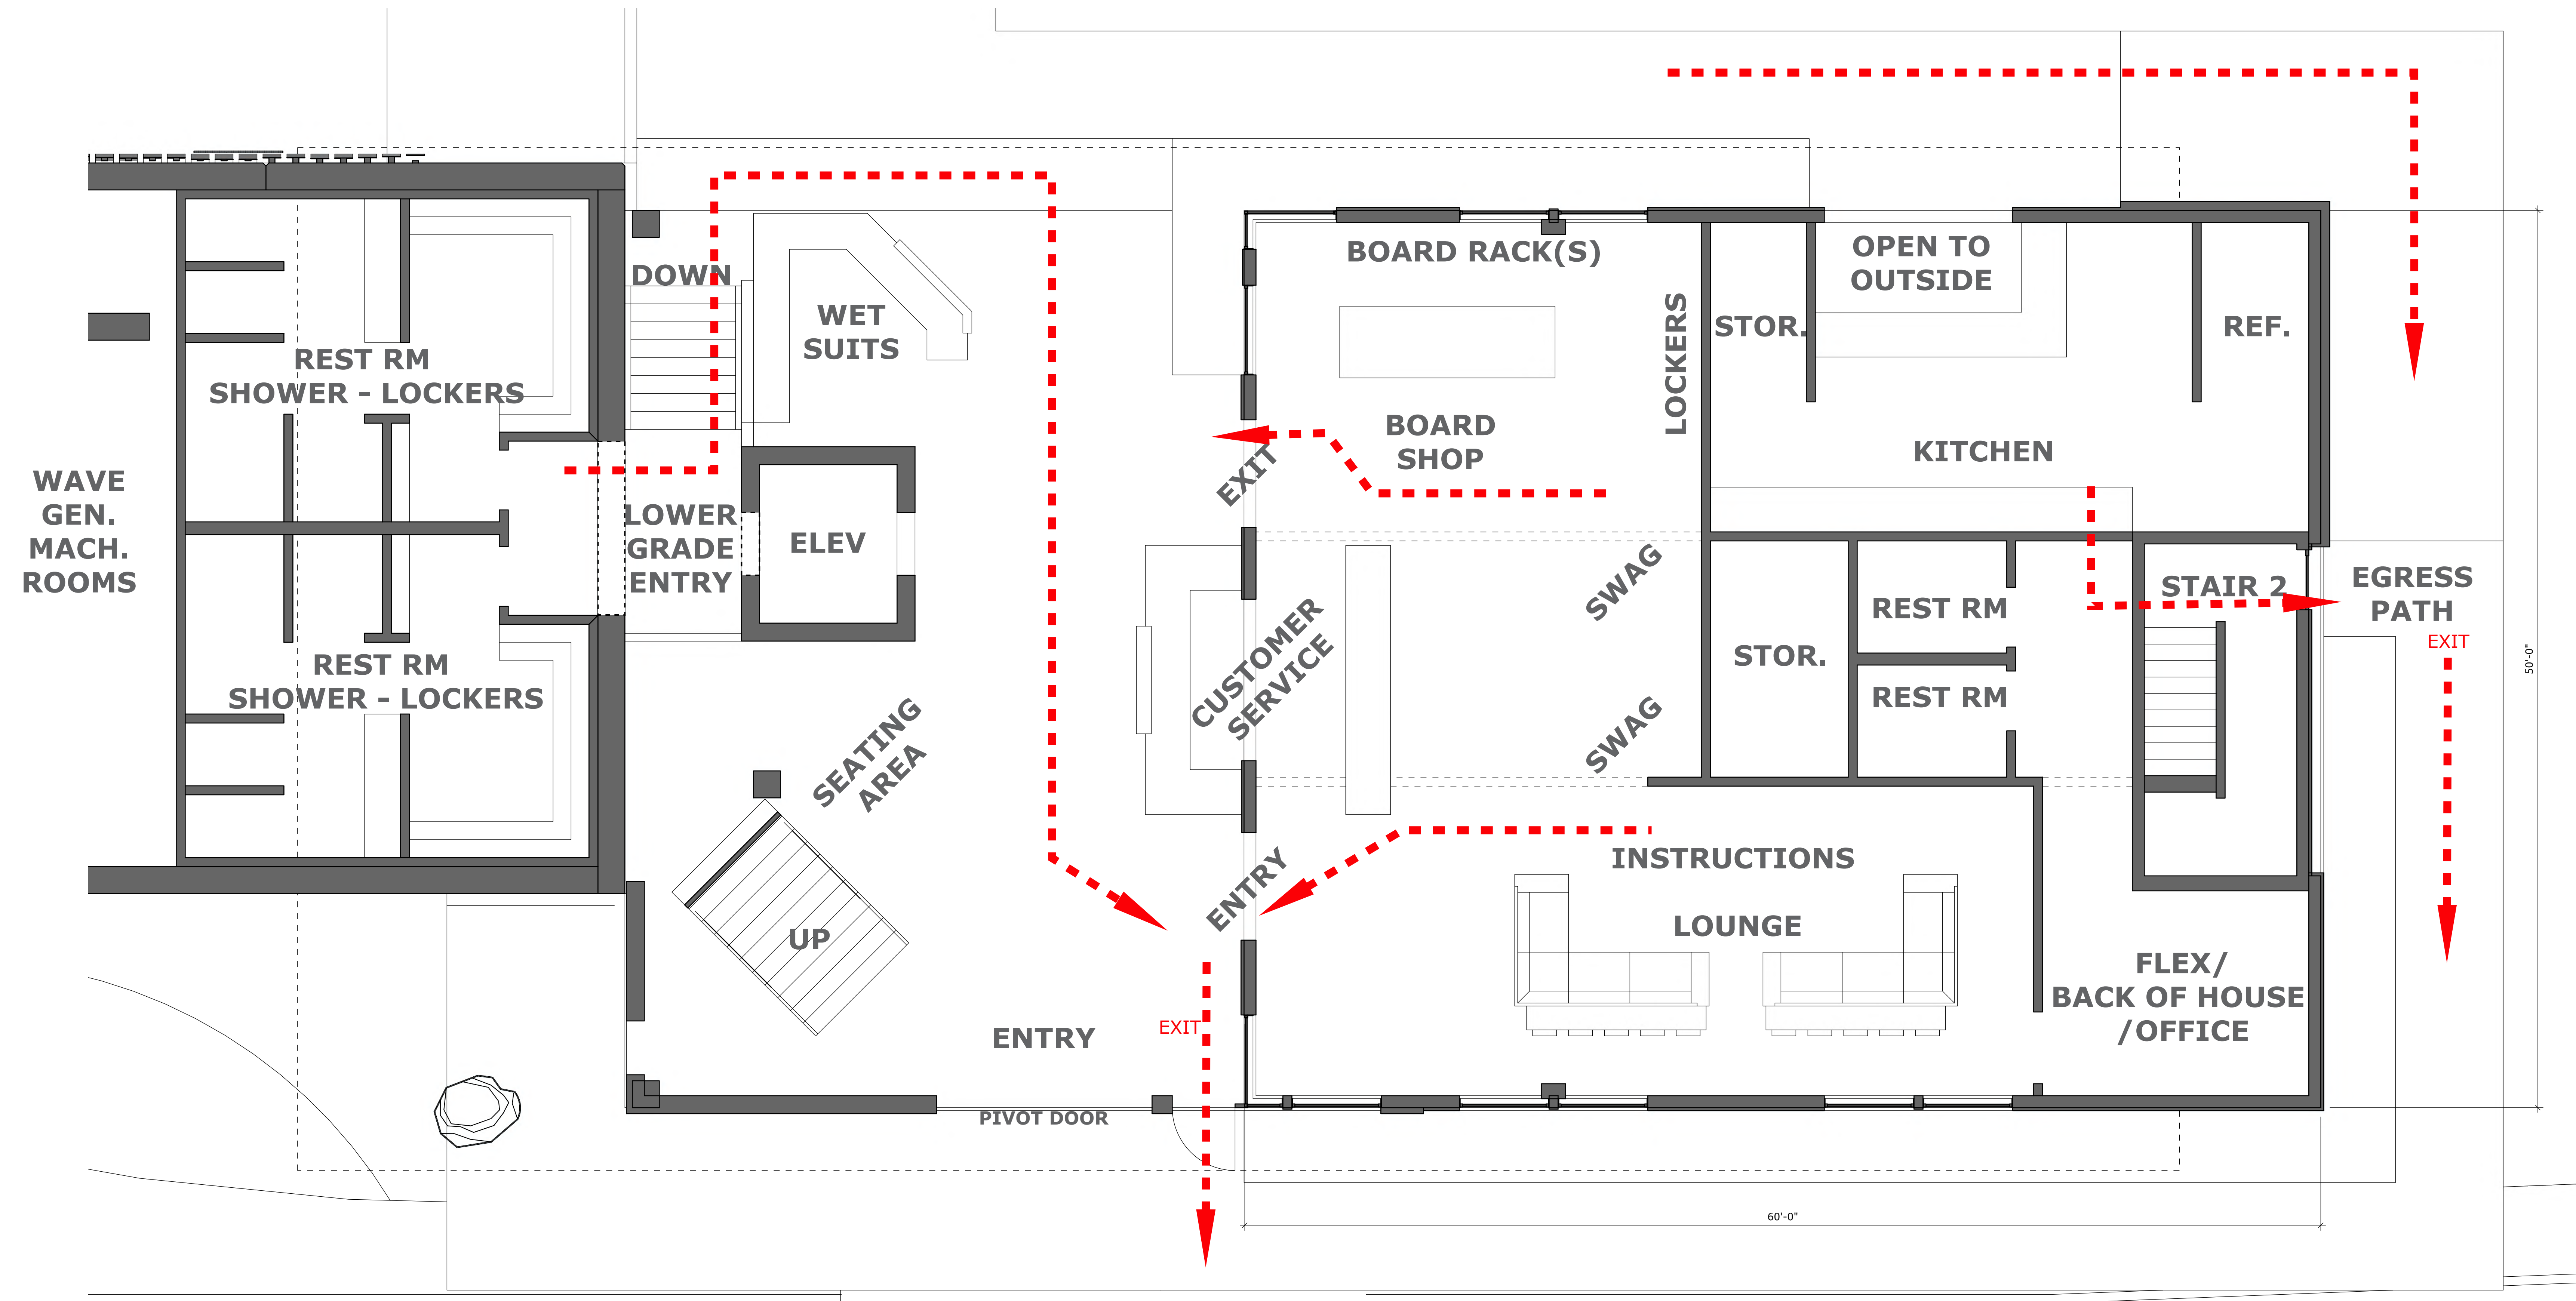 WAVE
GEN.
MACH.
ROOMS
REST RM
SHOWER - LOCKERS
REST RM
SHOWER - LOCKERS
DOWN
WET
SUITS
LOWER
GRADE
ENTRY
ELEV
SEATING
AREA
UP
ENTRY
PIVOT DOOR
EXIT
BOARD RACK(S)
BOARD
SHOP
LOCKERS
EXIT
CUSTOMER
SERVICE
SWAG
SWAG
ENTRY
INSTRUCTIONS
LOUNGE
STOR.
OPEN TO
OUTSIDE
REF.
KITCHEN
STOR.
REST RM
REST RM
STAIR 2
EGRESS
PATH
EXIT
FLEX/
BACK OF HOUSE
/OFFICE
50'-0"
60'-0"